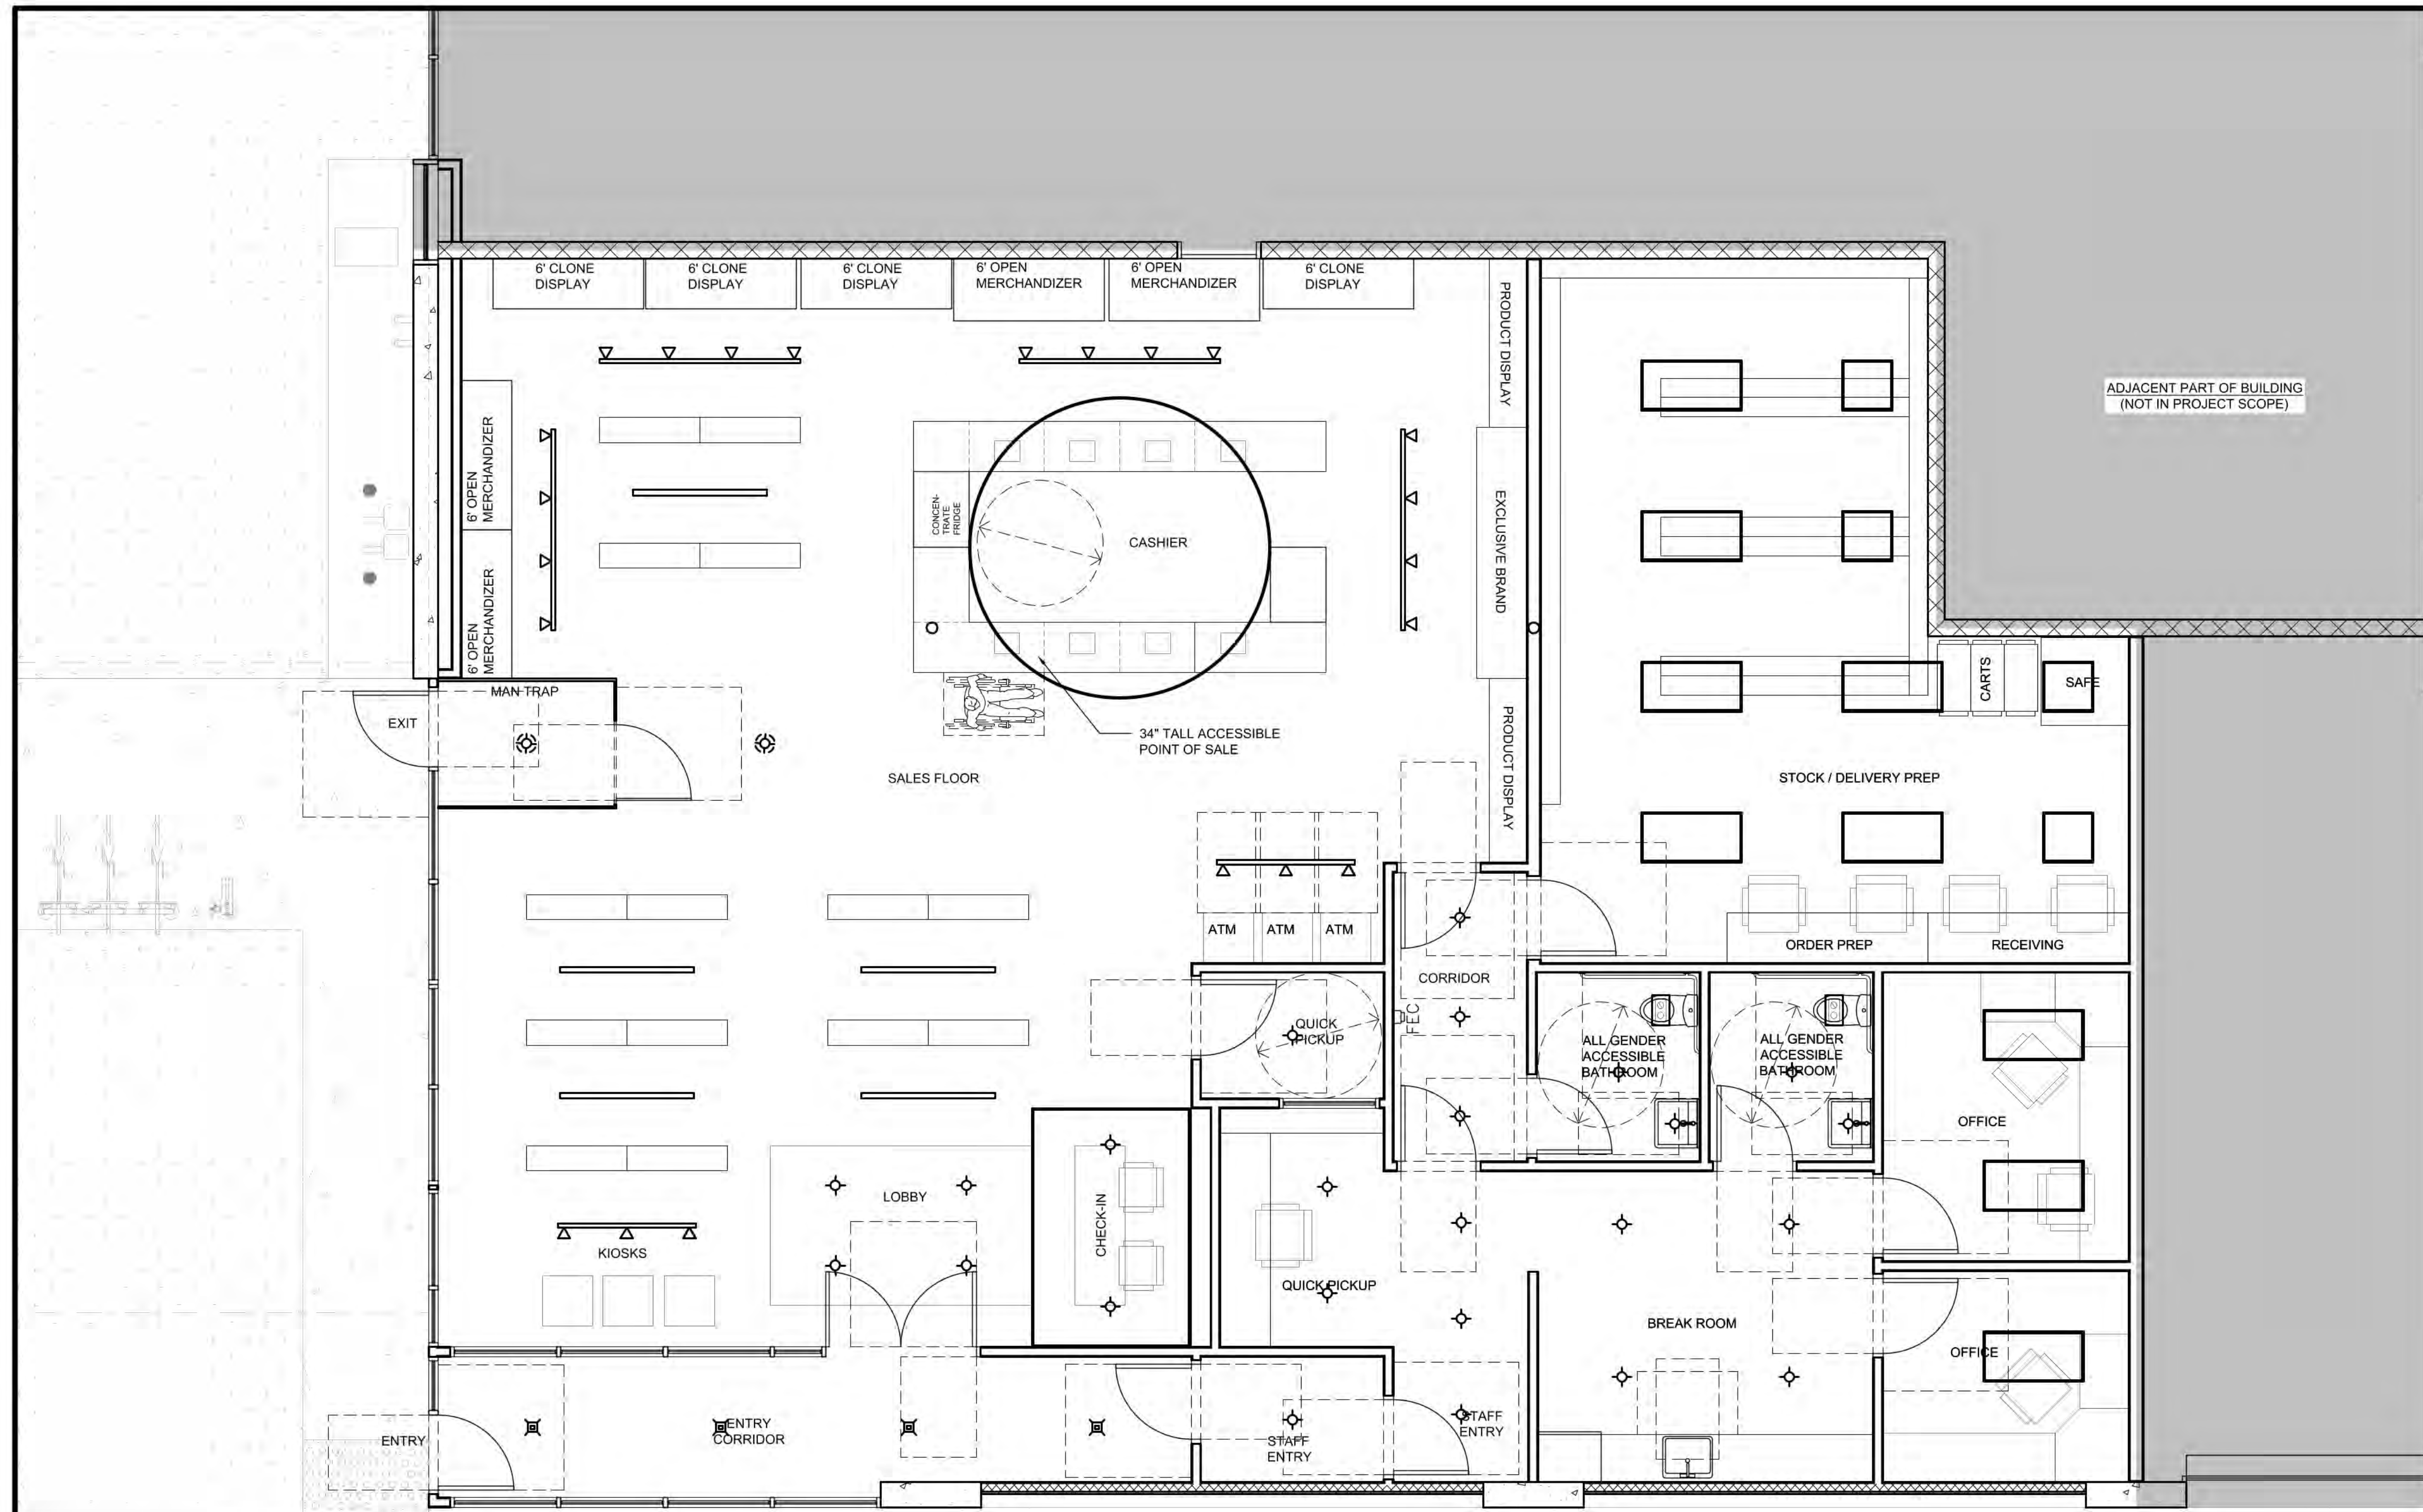 6' CLONE
DISPLAY
6' CLONE
DISPLAY
6' CLONE
DISPLAY
6' OPEN
MERCHANDIZER
6' OPEN
MERCHANDIZER
6' CLONE
DISPLAY
PRODUCT DISPLAY
ADJACENT PART OF BUILDING
(NOT IN PROJECT SCOPE)
6' OPEN
MERCHANDIZER
CONCEN-
TRATE
FRIDGE
CASHIER
EXCLUSIVE BRAND
6' OPEN
MERCHANDIZER
CARTS
SAFE
MAN TRAP
EXIT
34" TALL ACCESSIBLE
POINT OF SALE
PRODUCT DISPLAY
SALES FLOOR
STOCK / DELIVERY PREP
ATM
ATM
ATM
ORDER PREP
RECEIVING
CORRIDOR
FEC
QUICK
PICKUP
ALL GENDER
ACCESSIBLE
BATHROOM
ALL GENDER
ACCESSIBLE
BATHROOM
OFFICE
LOBBY
CHECK-IN
KIOSKS
QUICK PICKUP
BREAK ROOM
OFFICE
ENTRY
ENTRY
CORRIDOR
STAFF
ENTRY
STAFF
ENTRY